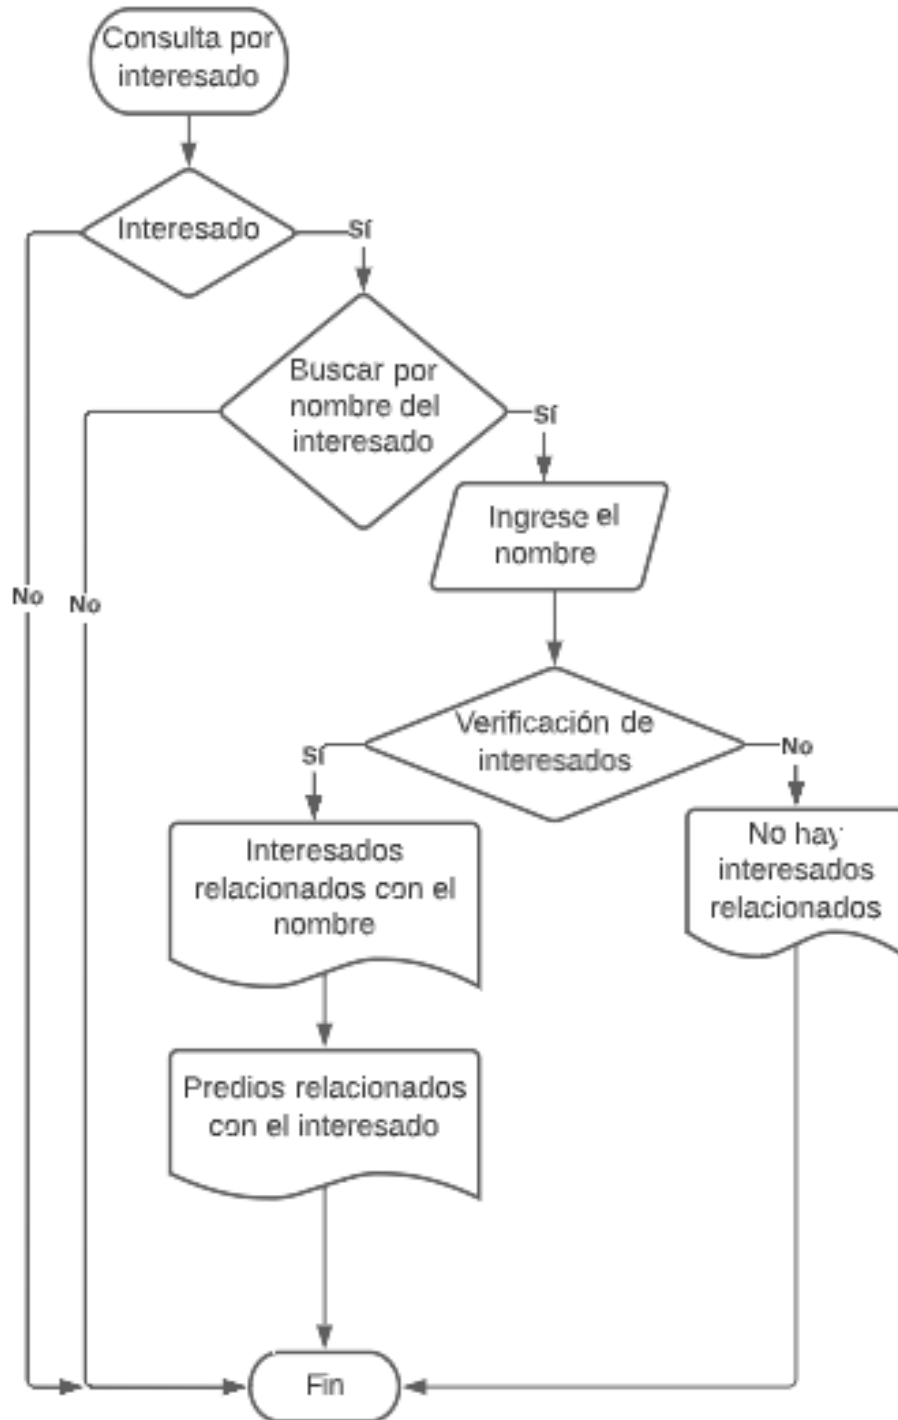 Consulta por
interesado
Interesado
Sí
Buscar por
nombre del
interesado
Sí
Ingrese el
nombre
No
No
Verificación de
interesados
Sí
No
Interesados
relacionados con el
nombre
No hay
interesados
relacionados
Predios relacionados
con el interesado
Fin